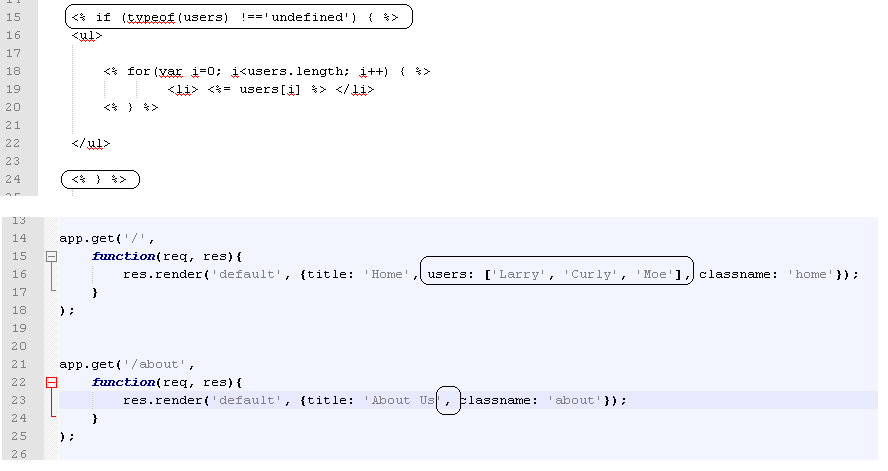 15 <% if (typeof(users) !=='undefined') { %>
16 <ul>
17
18 <% for(var i=0; i<users.length; i++) { %>
19 <li> <%= users[i] %> </li>
20 <% } %>
21
22 </ul>
23
24 <% } %>
13
14 app.get('/',
15 function(req, res){
16 res.render('default', {title: 'Home', users: ['Larry', 'Curly', 'Moe'], classname: 'home'});
17 }
18 );
19
20
21 app.get('/about',
22 function(req, res){
23 res.render('default', {title: 'About Us', classname: 'about'});
24 }
25 );
26